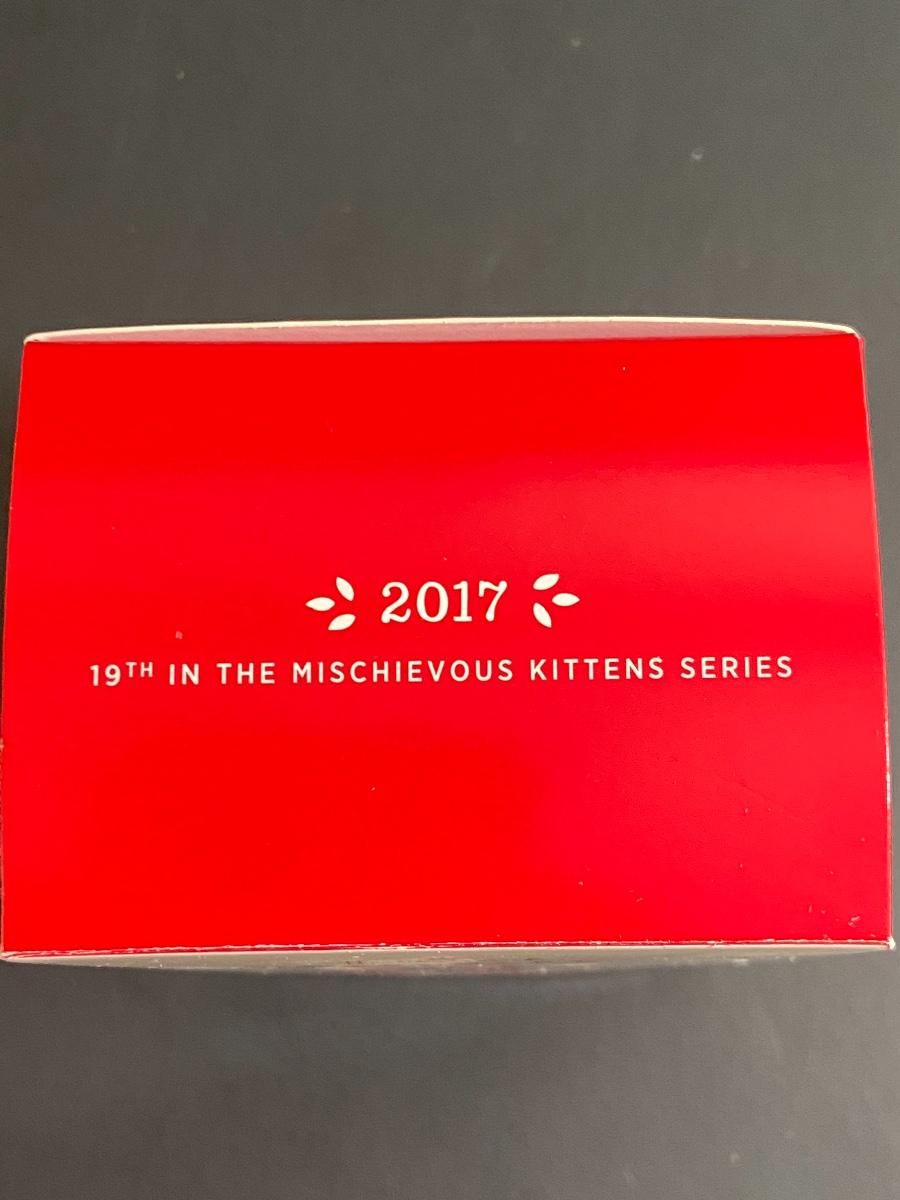 2017
19TH IN THE MISCHIEVOUS KITTENS SERIES